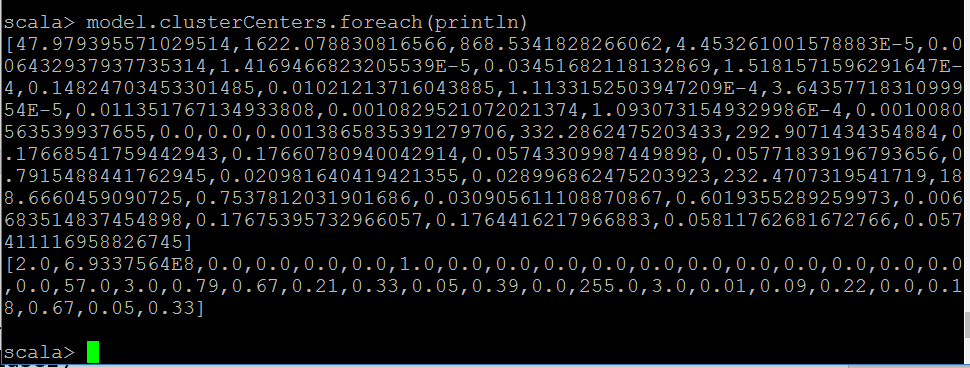 scala> model.clusterCenters.foreach(println)
[47.979395571029514,1622.078830816566,868.5341828266062,4.453261001578883E-5,0.0
06432937937735314,1.4169466823205539E-5,0.03451682118132869,1.5181571596291647E-
4,0.14824703453301485,0.01021213716043885,1.1133152503947209E-4,3.64357718310999
54E-5,0.011351767134933808,0.0010829521072021374,1.0930731549329986E-4,0.0010080
563539937655,0.0,0.0,0.0013865835391279706,332.2862475203433,292.9071434354884,0
.17668541759442943,0.17660780940042914,0.05743309987449898,0.05771839196793656,0
.7915488441762945,0.020981640419421355,0.028996862475203923,232.4707319541719,18
8.6660459090725,0.7537812031901686,0.030905611108870867,0.6019355289259973,0.006
683514837454898,0.17675395732966057,0.1764416217966883,0.05811762681672766,0.057
411116958826745]
[2.0,6.9337564E8,0.0,0.0,0.0,0.0,1.0,0.0,0.0,0.0,0.0,0.0,0.0,0.0,0.0,0.0,0.0,0.0
,0.0,57.0,3.0,0.79,0.67,0.21,0.33,0.05,0.39,0.0,255.0,3.0,0.01,0.09,0.22,0.0,0.1
8,0.67,0.05,0.33]
scala>